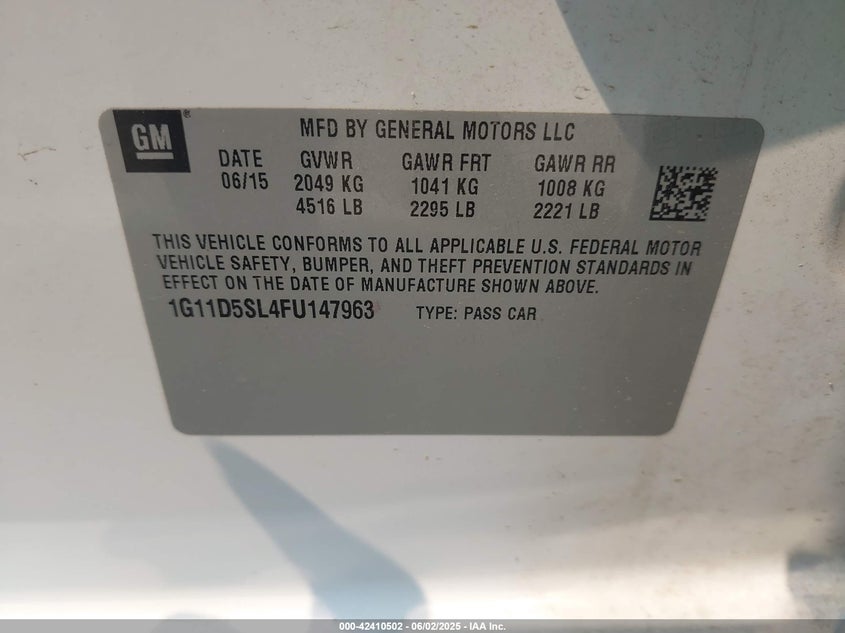 GM®
MFD BY GENERAL MOTORS LLC
DATE GVWR GAWR FRT GAWR RR
06/15 2049 KG 1041 KG 1008 KG
4516 LB 2295 LB 2221 LB
THIS VEHICLE CONFORMS TO ALL APPLICABLE U.S. FEDERAL MOTOR
VEHICLE SAFETY, BUMPER, AND THEFT PREVENTION STANDARDS IN
EFFECT ON THE DATE OF MANUFACTURE SHOWN ABOVE.
1G11D5SL4FU147963 TYPE: PASS CAR
000-42410502 - 06/02/2025 - IAA Inc.